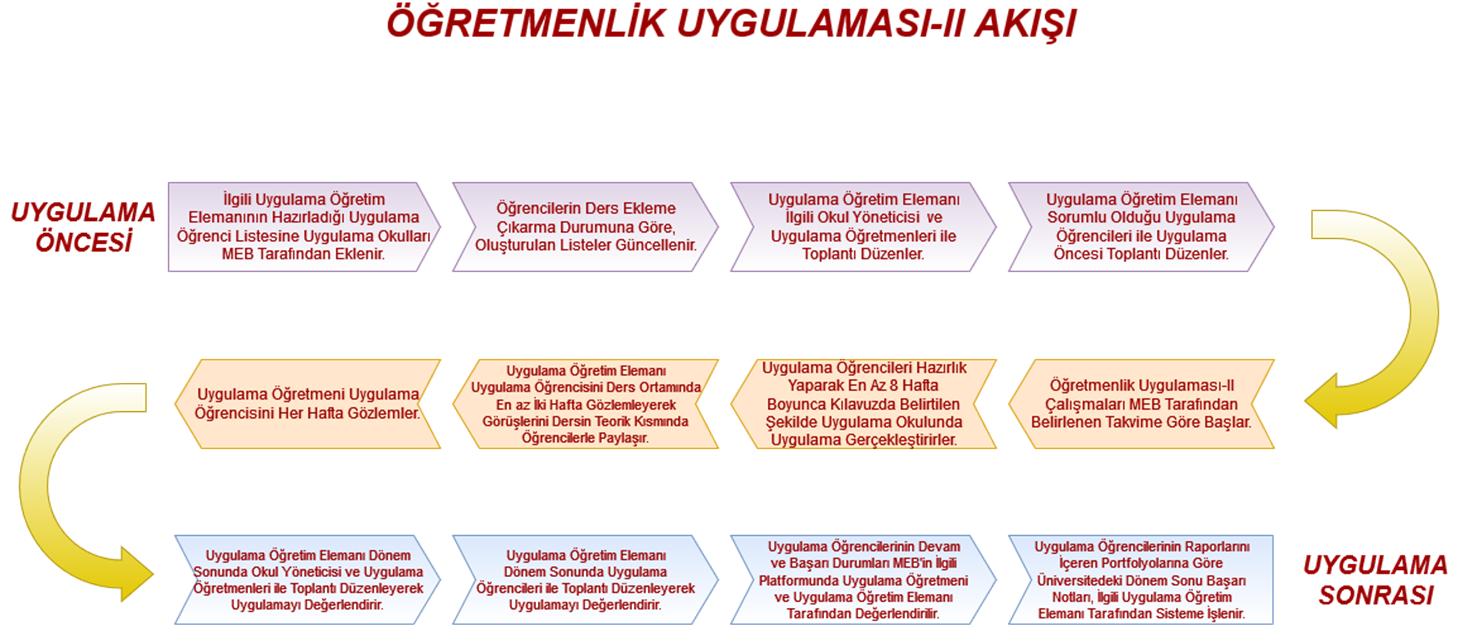 ÖĞRETMENLİK UYGULAMASI-II AKIŞI
UYGULAMA
ÖNCESİ
İlgili Uygulama Öğretim
Elemanının Hazırladığı Uygulama
Öğrenci Listesine Uygulama Okulları
MEB Tarafından Eklenir.
Öğrencilerin Ders Ekleme
Çıkarma Durumuna Göre,
Oluşturulan Listeler Güncellenir.
Uygulama Öğretim Elemanı
İlgili Okul Yöneticisi ve
Uygulama Öğretmenleri ile
Toplantı Düzenler.
Uygulama Öğretim Elemanı
Sorumlu Olduğu Uygulama
Öğrencileri ile Uygulama
Öncesi Toplantı Düzenler.
Öğretmenlik Uygulaması-II
Çalışmaları MEB Tarafından
Belirlenen Takvime Göre Başlar.
Uygulama Öğrencileri Hazırlık
Yaparak En Az 8 Hafta
Boyunca Kılavuzda Belirtilen
Şekilde Uygulama Okulunda
Uygulama Gerçekleştirirler.
Uygulama Öğretim Elemanı
Uygulama Öğrencisini Ders Ortamında
En az İki Hafta Gözlemleyerek
Görüşlerini Dersin Teorik Kısmında
Öğrencilerle Paylaşır.
Uygulama Öğretmeni Uygulama
Öğrencisini Her Hafta Gözlemler.
Uygulama Öğretim Elemanı Dönem
Sonunda Okul Yöneticisi ve Uygulama
Öğretmenleri ile Toplantı Düzenleyerek
Uygulamayı Değerlendirir.
Uygulama Öğretim Elemanı
Dönem Sonunda Uygulama
Öğrencileri ile Toplantı Düzenleyerek
Uygulamayı Değerlendirir.
Uygulama Öğrencilerinin Devam
ve Başarı Durumları MEB'in İlgili
Platformunda Uygulama Öğretmeni
ve Uygulama Öğretim Elemanı
Tarafından Değerlendirilir.
Uygulama Öğrencilerinin Raporlarını
İçeren Portfolyolarına Göre
Üniversitedeki Dönem Sonu Başarı
Notları, İlgili Uygulama Öğretim
Elemanı Tarafından Sisteme İşlenir.
UYGULAMA
SONRASI